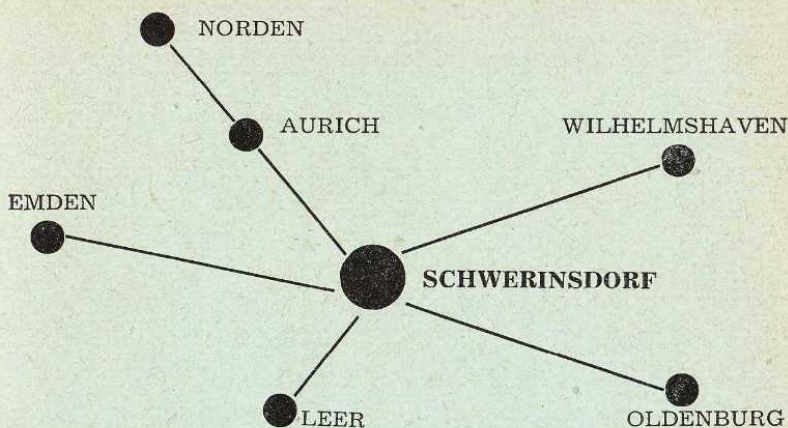 NORDEN
AURICH
WILHELMSHAVEN
EMDEN
SCHWERINSDORF
LEER
OLDENBURG